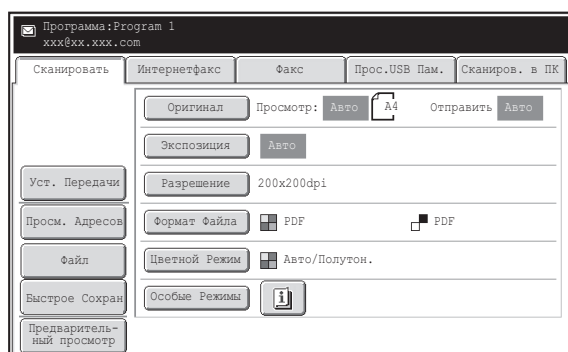 Программа:Program 1
xxx@xx.xxx.com
Сканировать Интернетфакс Факс Прос.USB Пам. Сканиров. в ПК
Оригинал Просмотр: Авто A4 Отправить Авто
Экспозиция Авто
Уст. Передачи Разрешение 200x200dpi
Просм. Адресов Формат Файла PDF PDF
Файл Цветной Режим Авто/Полутон.
Быстрое Сохран Особые Режимы
Предваритель-
ный просмотр